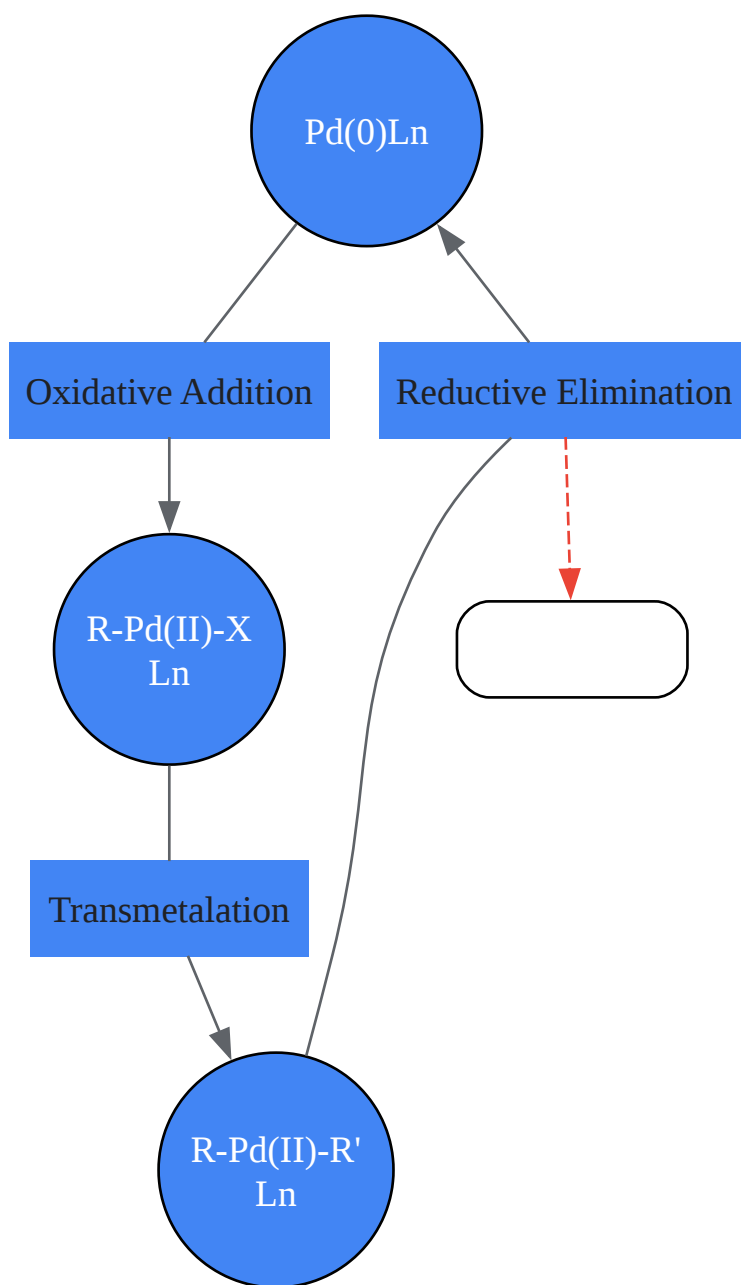 Pd(0)Ln
Oxidative Addition
Reductive Elimination
R-Pd(II)-X
Ln
Transmetalation
R-Pd(II)-R'
Ln